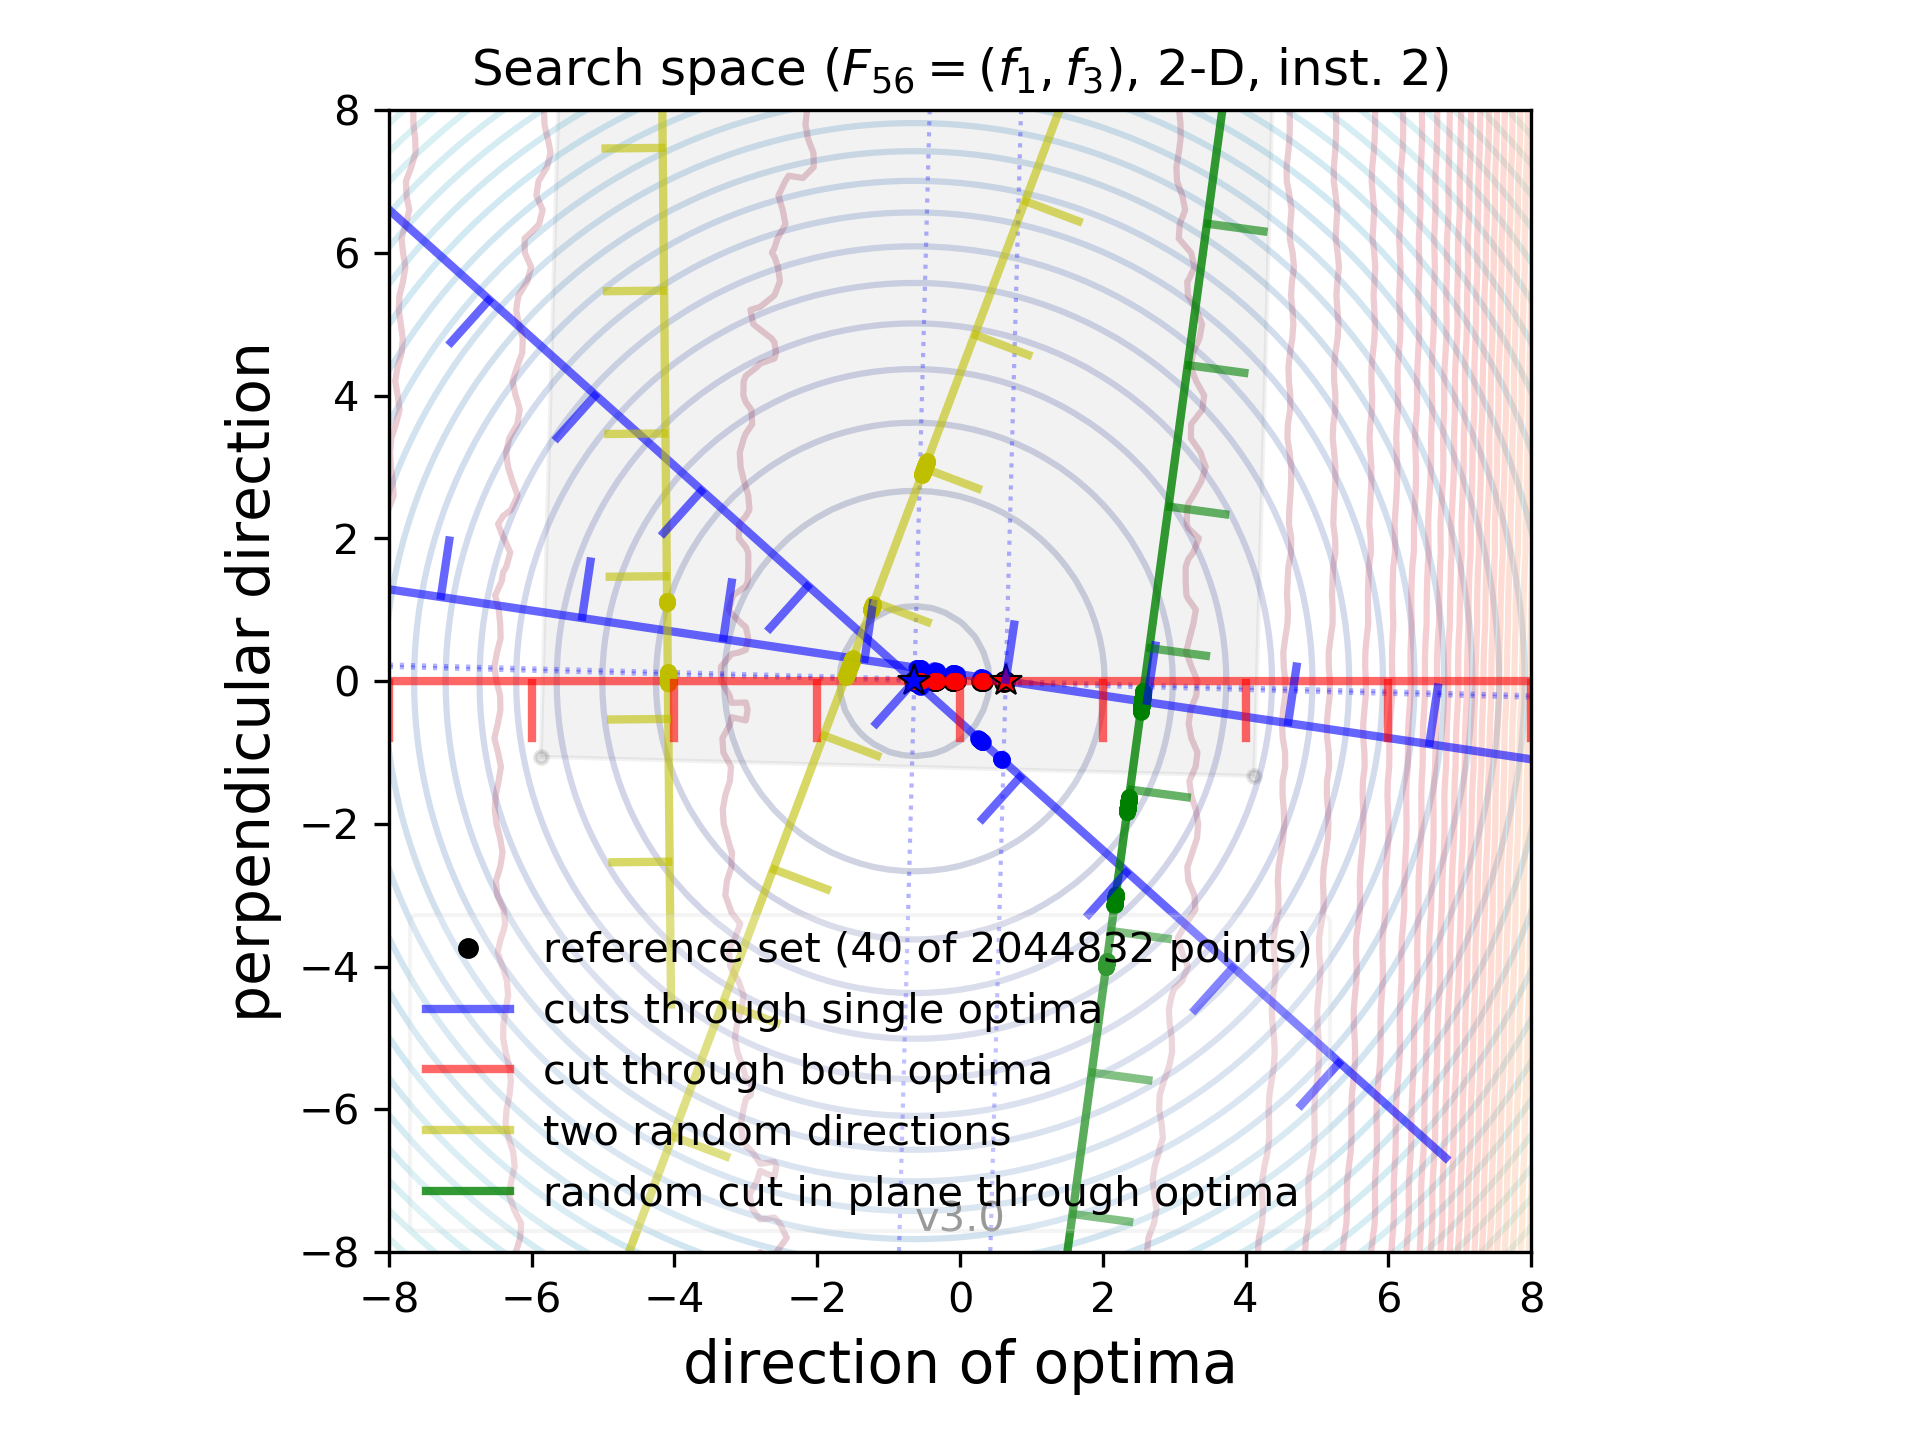 Search space (F56 = (f1, f3), 2-D, inst. 2)
8
6
4
2
0
−2
−4
−6
−8
perpendicular direction
reference set (40 of 2044832 points)
cuts through single optima
cut through both optima
two random directions
random cut in plane through optima
v3.0
−8 −6 −4 −2 0 2 4 6 8
direction of optima